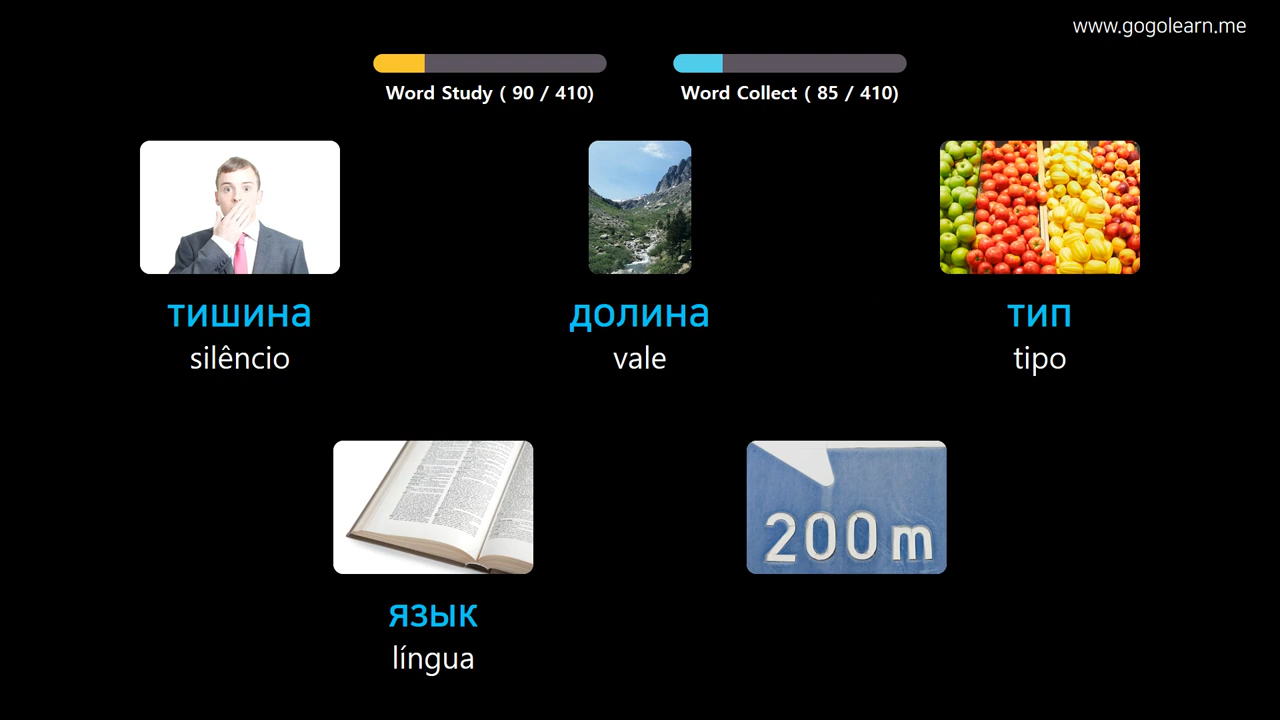 www.gogolearn.me
Word Study ( 90 / 410)
Word Collect ( 85 / 410)
тишина
silêncio
долина
vale
тип
tipo
200 m
язык
língua